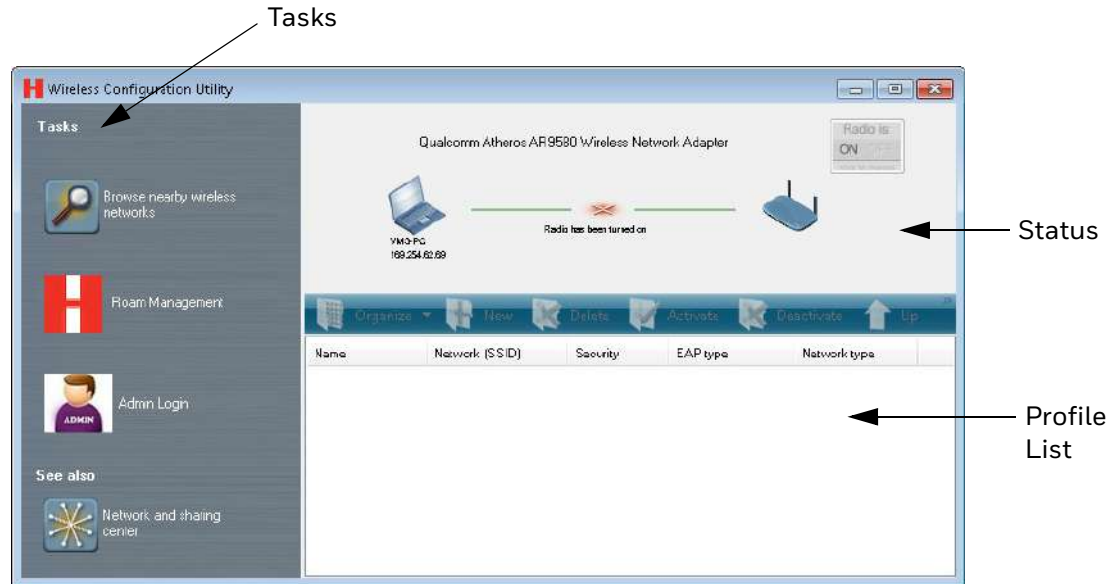 Tasks
Wireless Configuration Utility
Tasks
Browse nearby wireless
networks
Roam Management
ADMIN
Admin Login
See also
Network and sharing
center
Qualcomm Atheros AR9580 Wireless Network Adapter
Radio is
ON OFF
VMG-PC
169.254.62.69
Radio has been turned on
Organize
New
Delete
Activate
Deactivate
Up
Name
Network (SSID)
Security
EAP type
Network type
Status
Profile
List